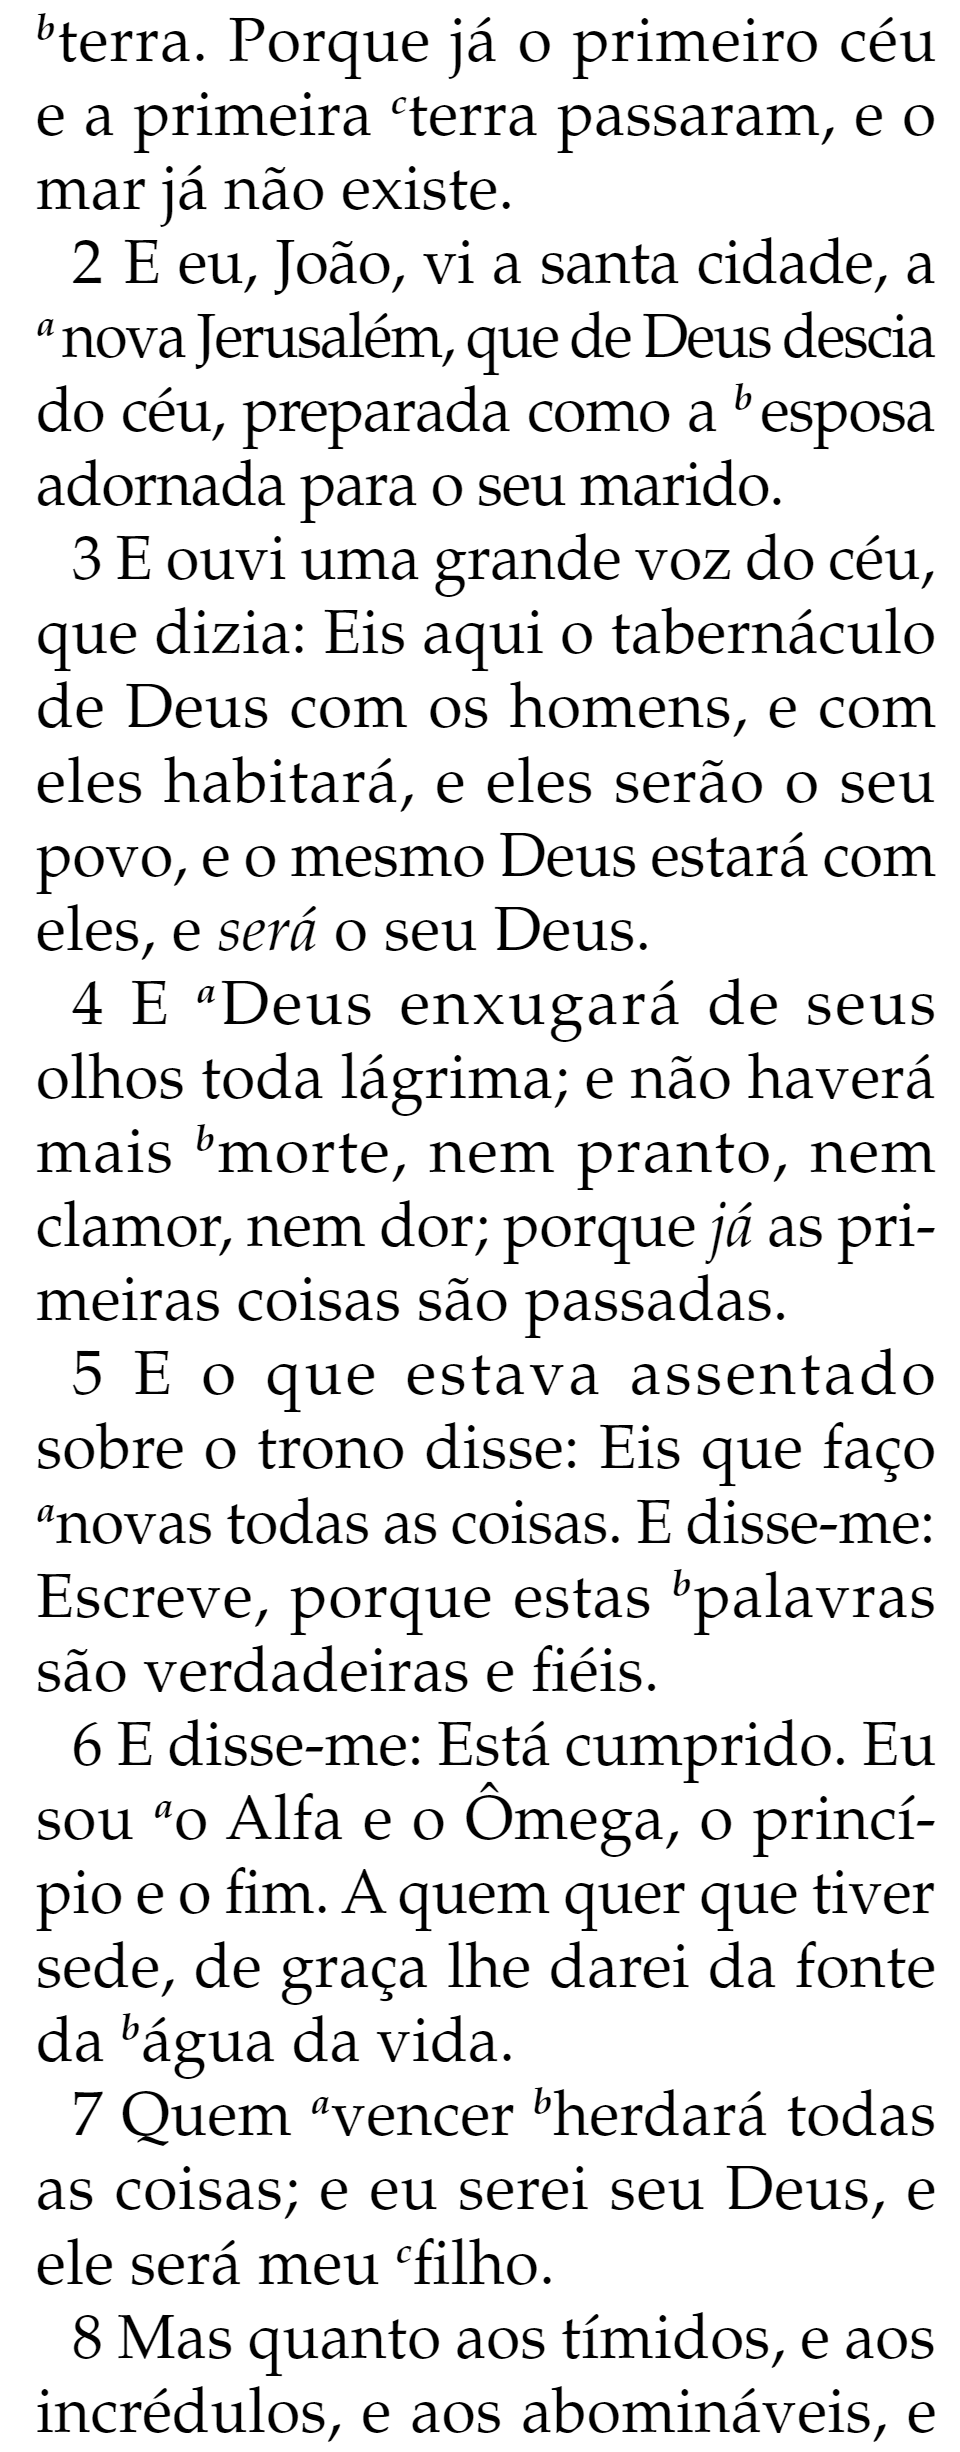 bterra. Porque já o primeiro céu
e a primeira cterra passaram, e o
mar já não existe.
2 E eu, João, vi a santa cidade, a
a nova Jerusalém, que de Deus descia
do céu, preparada como a b esposa
adornada para o seu marido.
3 E ouvi uma grande voz do céu,
que dizia: Eis aqui o tabernáculo
de Deus com os homens, e com
eles habitará, e eles serão o seu
povo, e o mesmo Deus estará com
eles, e será o seu Deus.
4 E aDeus enxugará de seus
olhos toda lágrima; e não haverá
mais bmorte, nem pranto, nem
clamor, nem dor; porque já as pri-
meiras coisas são passadas.
5 E o que estava assentado
sobre o trono disse: Eis que faço
anovas todas as coisas. E disse-me:
Escreve, porque estas bpalavras
são verdadeiras e fiéis.
6 E disse-me: Está cumprido. Eu
sou ao Alfa e o Ômega, o princí-
pio e o fim. A quem quer que tiver
sede, de graça lhe darei da fonte
da bágua da vida.
7 Quem avencer bherdará todas
as coisas; e eu serei seu Deus, e
ele será meu cfilho.
8 Mas quanto aos tímidos, e aos
incrédulos, e aos abomináveis, e